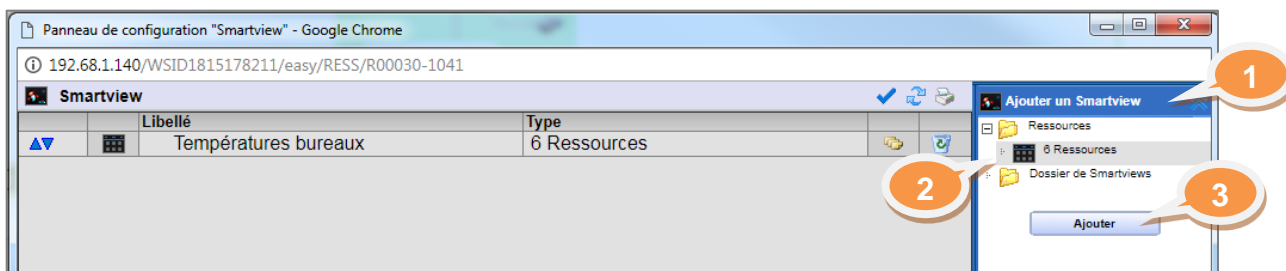 Panneau de configuration "Smartview" - Google Chrome
192.68.1.140/WSID1815178211/easy/RESS/R00030-1041
1
Smartview
Ajouter un Smartview
Libellé Type
Ressources
Températures bureaux 6 Ressources
6 Ressources
2
Dossier de Smartviews
3
Ajouter